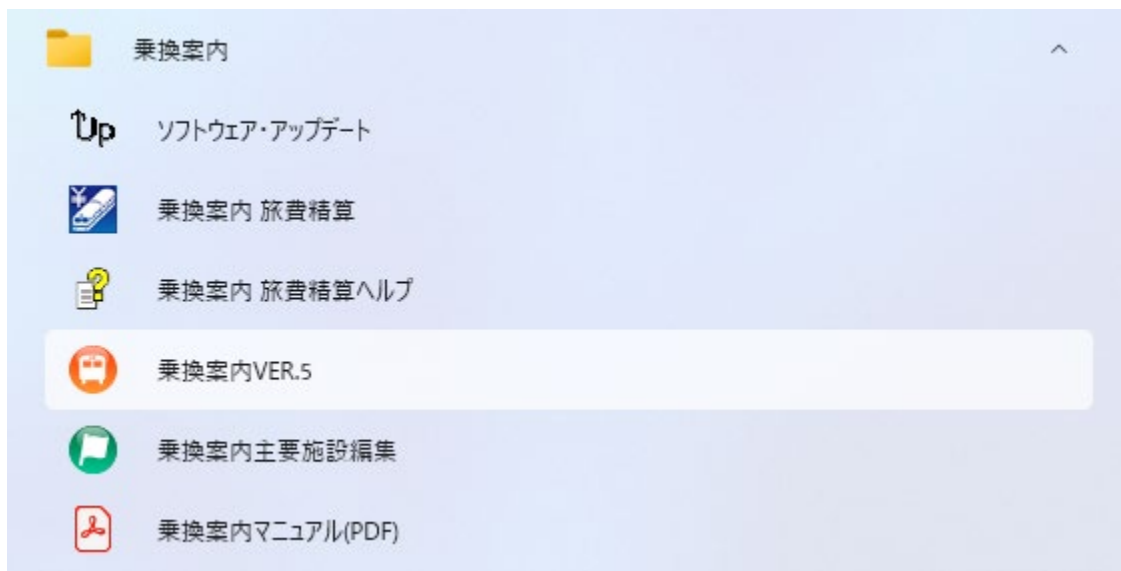 乗換案内
Up ソフトウェア・アップデート
¥ 乗換案内 旅費精算
? 乗換案内 旅費精算ヘルプ
乗換案内VER.5
乗換案内主要施設編集
乗換案内マニュアル(PDF)